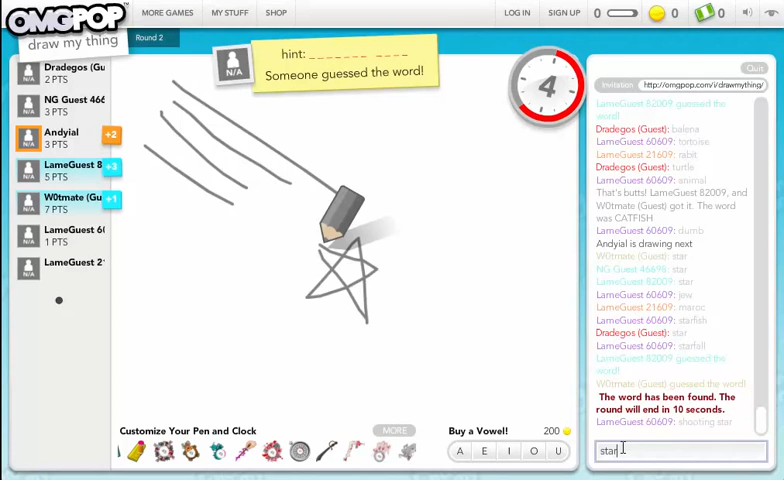 OMGPOP
draw my thing
MORE GAMES
MY STUFF
SHOP
LOG IN
SIGN UP
0
0
0
Round 2
hint: _ _ _ _ _ _ _ _ _ _ _ _
Someone guessed the word!
N/A
4
Quit
Invitation
http://omgpop.com/i/drawmything/
Dradegos (Gu
2 PTS
N/A
NG Guest 466
3 PTS
N/A
Andyial
3 PTS
N/A
+2
LameGuest 8
5 PTS
N/A
+3
W0tmate (Gu
7 PTS
N/A
+1
LameGuest 60
1 PTS
N/A
LameGuest 2
N/A
LameGuest 82009 guessed the
word!
Dradegos (Guest): balena
LameGuest 60609: tortoise
LameGuest 21609: rabit
Dradegos (Guest): turtle
LameGuest 60609: animal
That's butts! LameGuest 82009, and
W0tmate (Guest) got it. The word
was CATFISH
LameGuest 60609: dumb
Andyial is drawing next
W0tmate (Guest): star
NG Guest 46698: star
LameGuest 82009: star
LameGuest 60609: jew
LameGuest 21609: maroc
LameGuest 60609: starfish
Dradegos (Guest): star
LameGuest 60609: starfall
LameGuest 82009 guessed the
word!
W0tmate (Guest) guessed the word!
The word has been found. The
round will end in 10 seconds.
LameGuest 60609: shooting star
star
Customize Your Pen and Clock
MORE
Buy a Vowel!
200
A E I O U